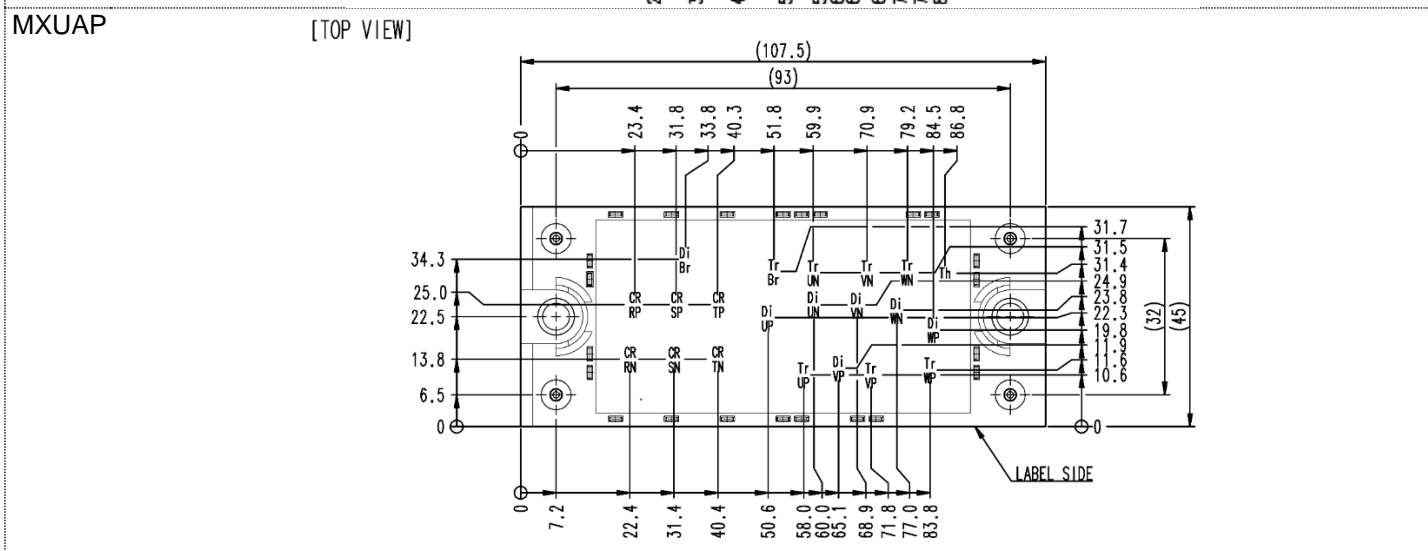 MXUAP
[TOP VIEW]
(107.5)
(93)
0
23.4
31.8
33.8
40.3
51.8
59.9
70.9
79.2
84.5
86.8
34.3
25.0
22.5
13.8
6.5
0
Di
Br
Tr
Br
Tr
UN
Tr
VN
Tr
WN
Th
CR
RP
CR
SP
CR
TP
Di
UP
Di
UN
Di
VN
Di
WN
Di
WP
CR
RN
CR
SN
CR
TN
Tr
UP
Di
VP
Tr
VP
Tr
WP
31.7
31.5
31.4
24.9
23.8
22.3
19.8
11.9
11.6
10.6
0
(32)
(45)
LABEL SIDE
0
7.2
22.4
31.4
40.4
50.6
58.0
60.0
65.1
68.9
71.8
77.0
83.8